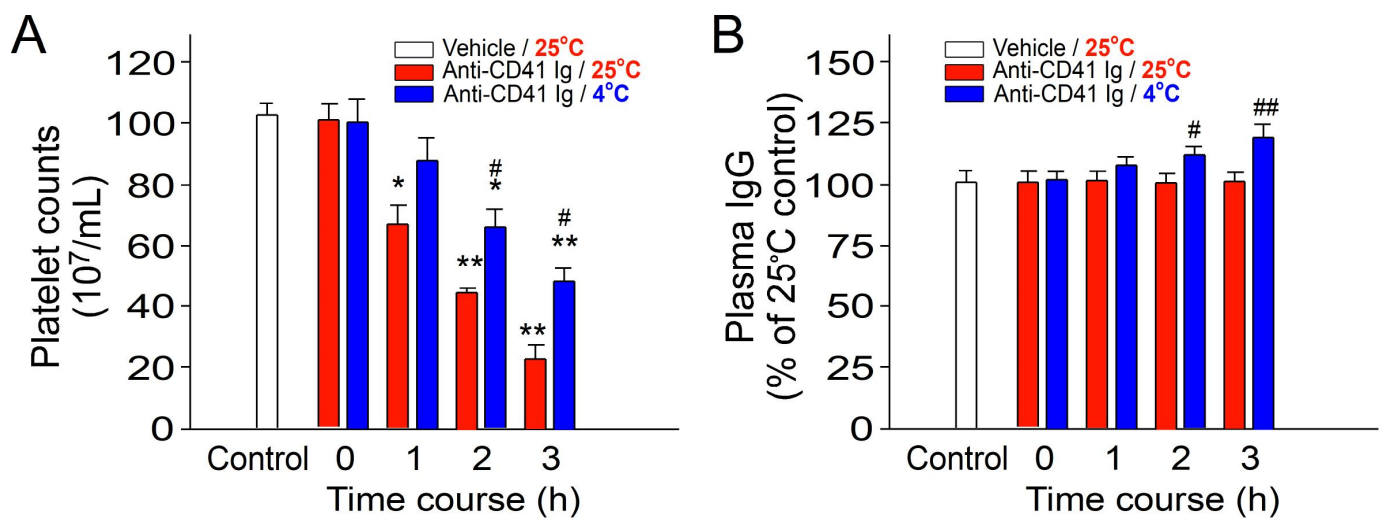 A
Vehicle / 25°C
Anti-CD41 Ig / 25°C
Anti-CD41 Ig / 4°C
Platelet counts
(10⁷/mL)
120
100
80
60
40
20
0
*
#
*
**
#
**
**
Control 0 1 2 3
Time course (h)
B
Vehicle / 25°C
Anti-CD41 Ig / 25°C
Anti-CD41 Ig / 4°C
Plasma IgG
(% of 25°C control)
150
125
100
75
50
25
0
#
##
Control 0 1 2 3
Time course (h)